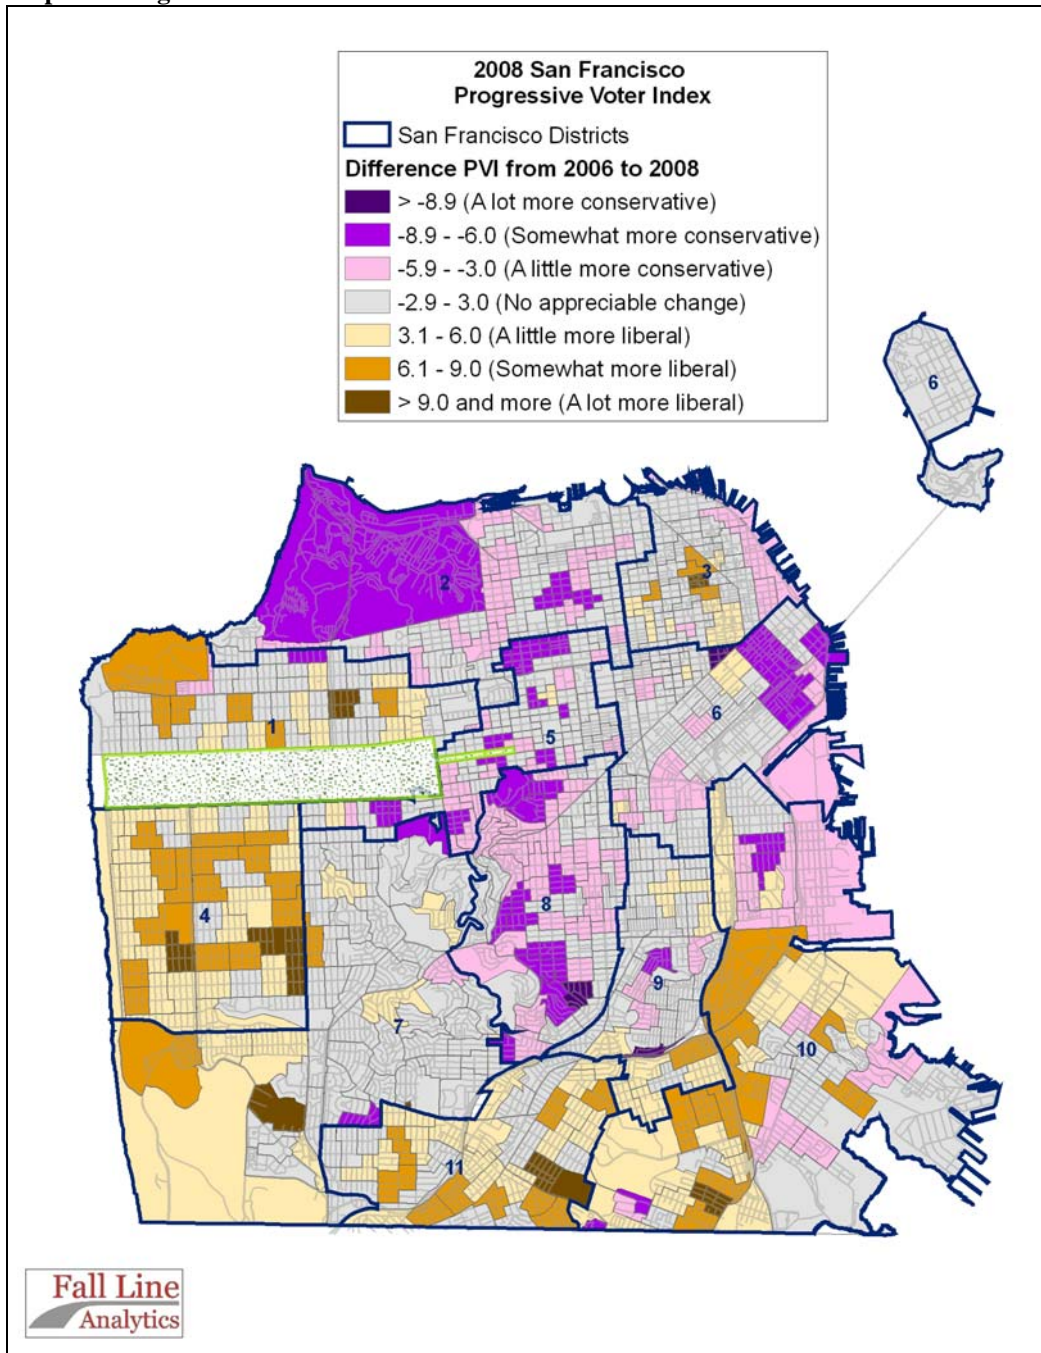 2008 San Francisco
Progressive Voter Index
San Francisco Districts
Difference PVI from 2006 to 2008
> -8.9 (A lot more conservative)
-8.9 - -6.0 (Somewhat more conservative)
-5.9 - -3.0 (A little more conservative)
-2.9 - 3.0 (No appreciable change)
3.1 - 6.0 (A little more liberal)
6.1 - 9.0 (Somewhat more liberal)
> 9.0 and more (A lot more liberal)
6
2
3
1
6
5
4
8
9
7
10
11
Fall Line
Analytics